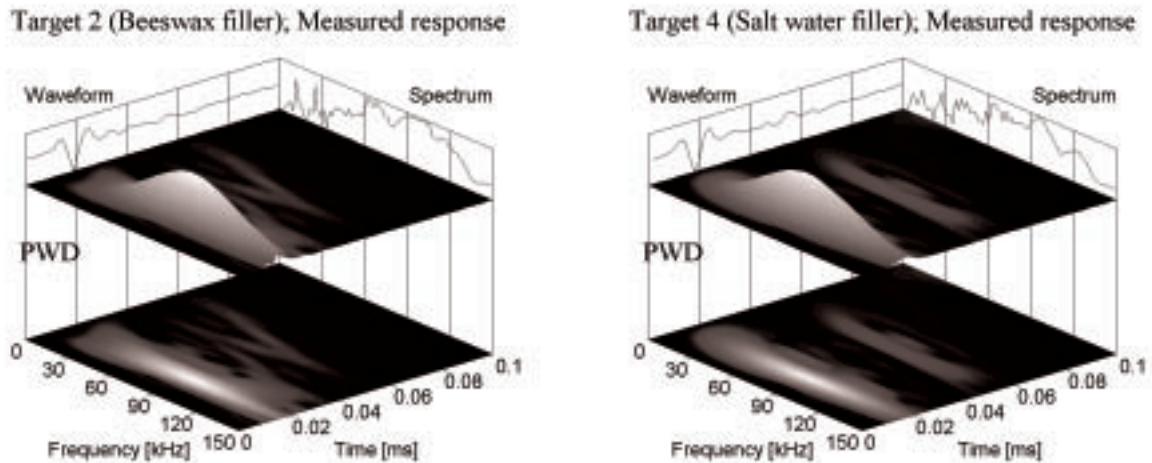 Target 2 (Beeswax filler); Measured response
Waveform
Spectrum
PWD
0
30
60
90
120
150
0
0.02
0.04
0.06
0.08
0.1
Frequency [kHz]
Time [ms]
Target 4 (Salt water filler); Measured response
Waveform
Spectrum
PWD
0
30
60
90
120
150
0
0.02
0.04
0.06
0.08
0.1
Frequency [kHz]
Time [ms]